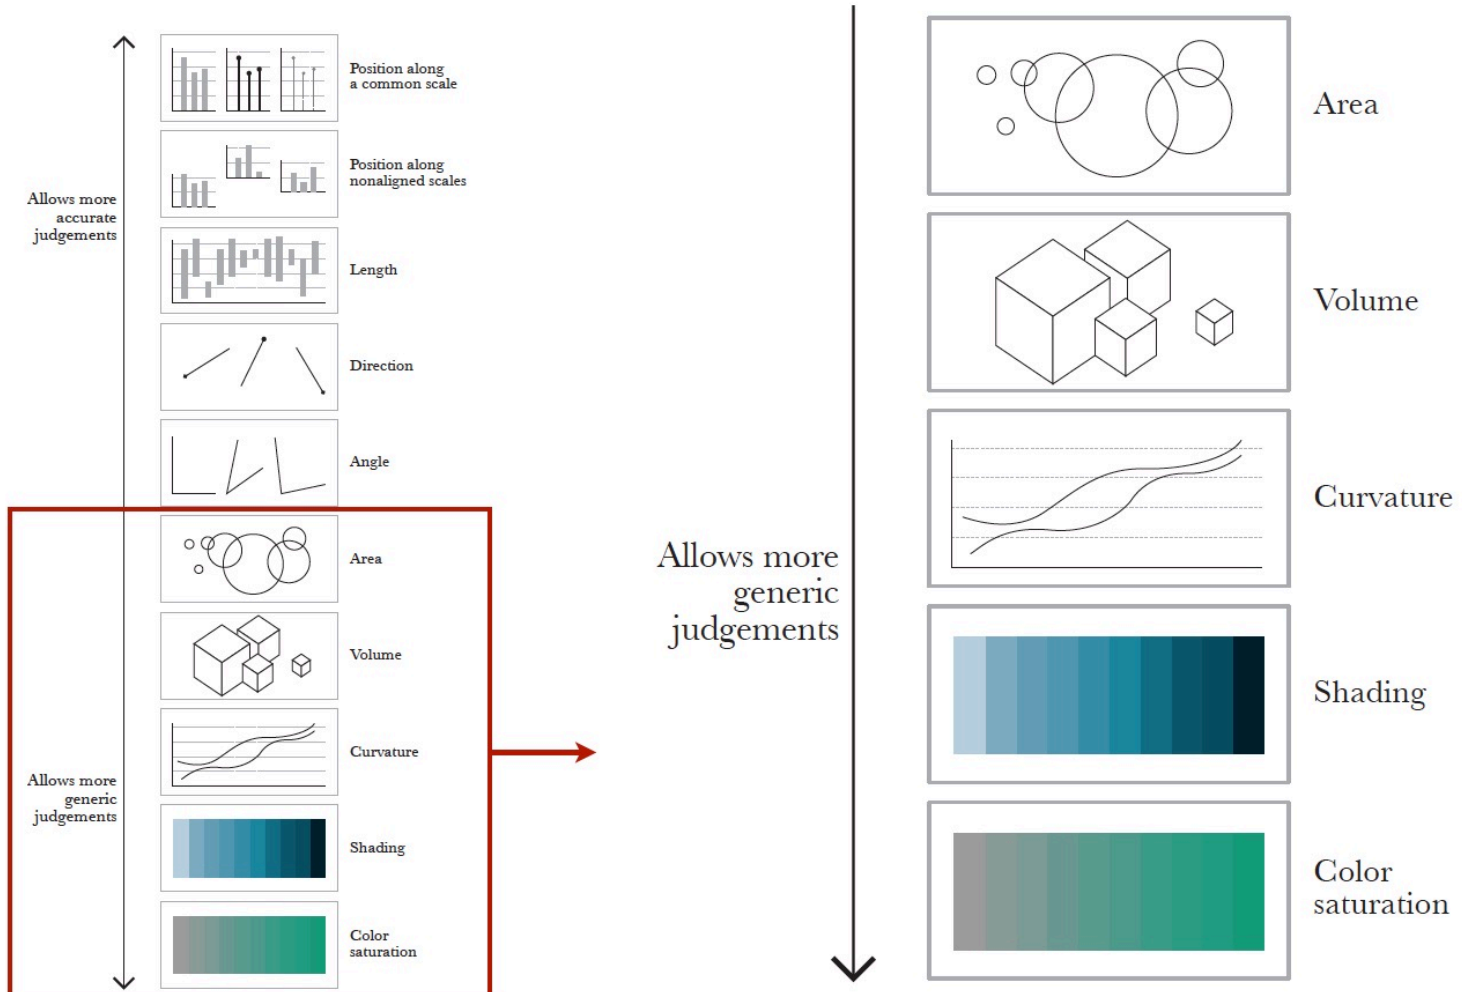 Position along
a common scale
Position along
nonaligned scales
Allows more
accurate
judgements
Length
Direction
Angle
Area
Volume
Curvature
Allows more
generic
judgements
Shading
Color
saturation
Area
Volume
Curvature
Allows more
generic
judgements
Shading
Color
saturation